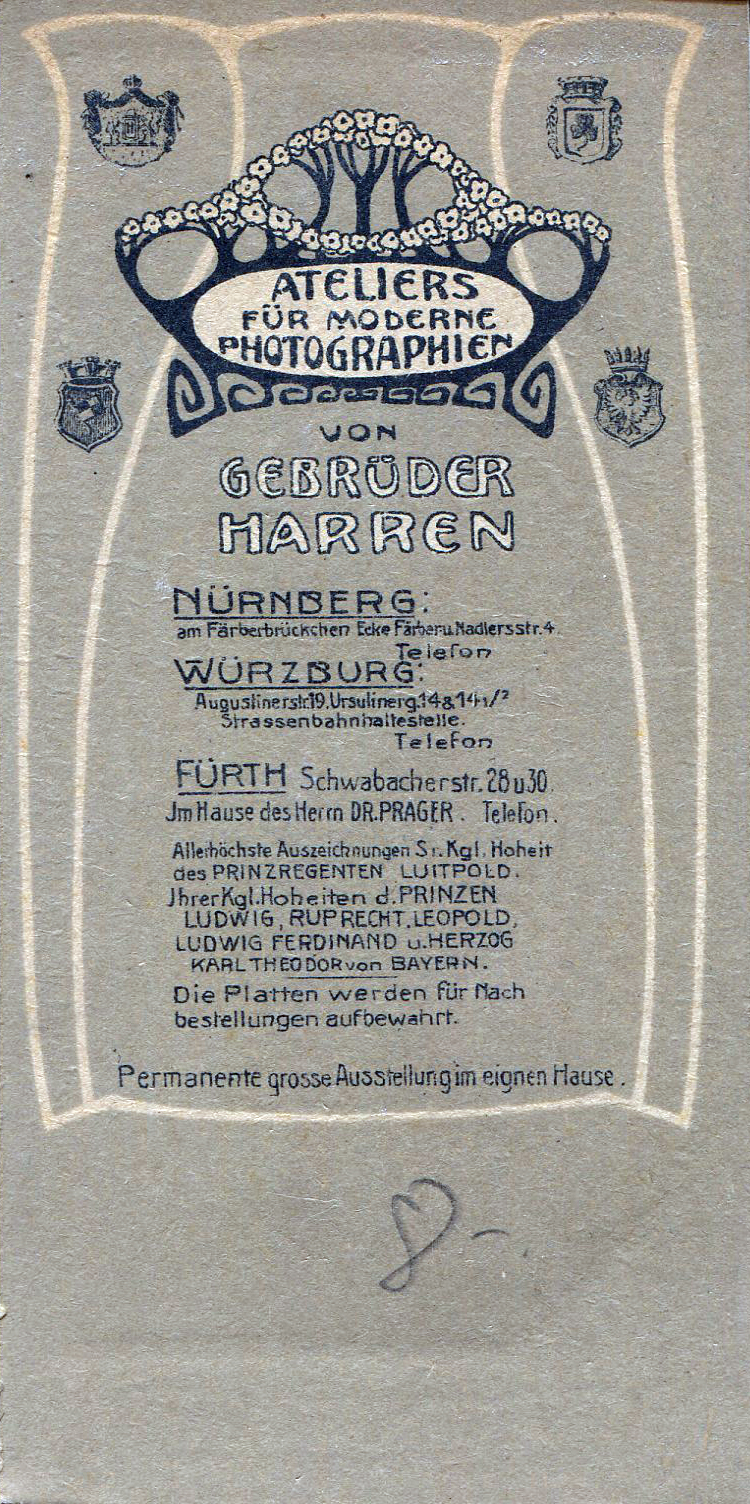 ATELIERS
FÜR MODERNE
PHOTOGRAPHIEN
VON
GEBRÜDER
HARREN
NÜRNBERG:
am Färberbrückchen Ecke Färber u. Nadlersstr. 4.
Telefon
WÜRZBURG:
Augustinerstr. 19. Ursulinerg. 14 & 14 1/2
Strassenbahnhaltestelle.
Telefon
FÜRTH Schwabacherstr. 28 u 30.
Jm Hause des Herrn DR. PRAGER. Telefon.
Allerhöchste Auszeichnungen Sr. Kgl. Hoheit
des PRINZREGENTEN LUITPOLD.
Jhrer Kgl. Hoheiten d. PRINZEN
LUDWIG, RUPRECHT, LEOPOLD,
LUDWIG FERDINAND u. HERZOG
KARL THEODOR von BAYERN.
Die Platten werden für Nach
bestellungen aufbewahrt.
Permanente grosse Ausstellung im eignen Hause.